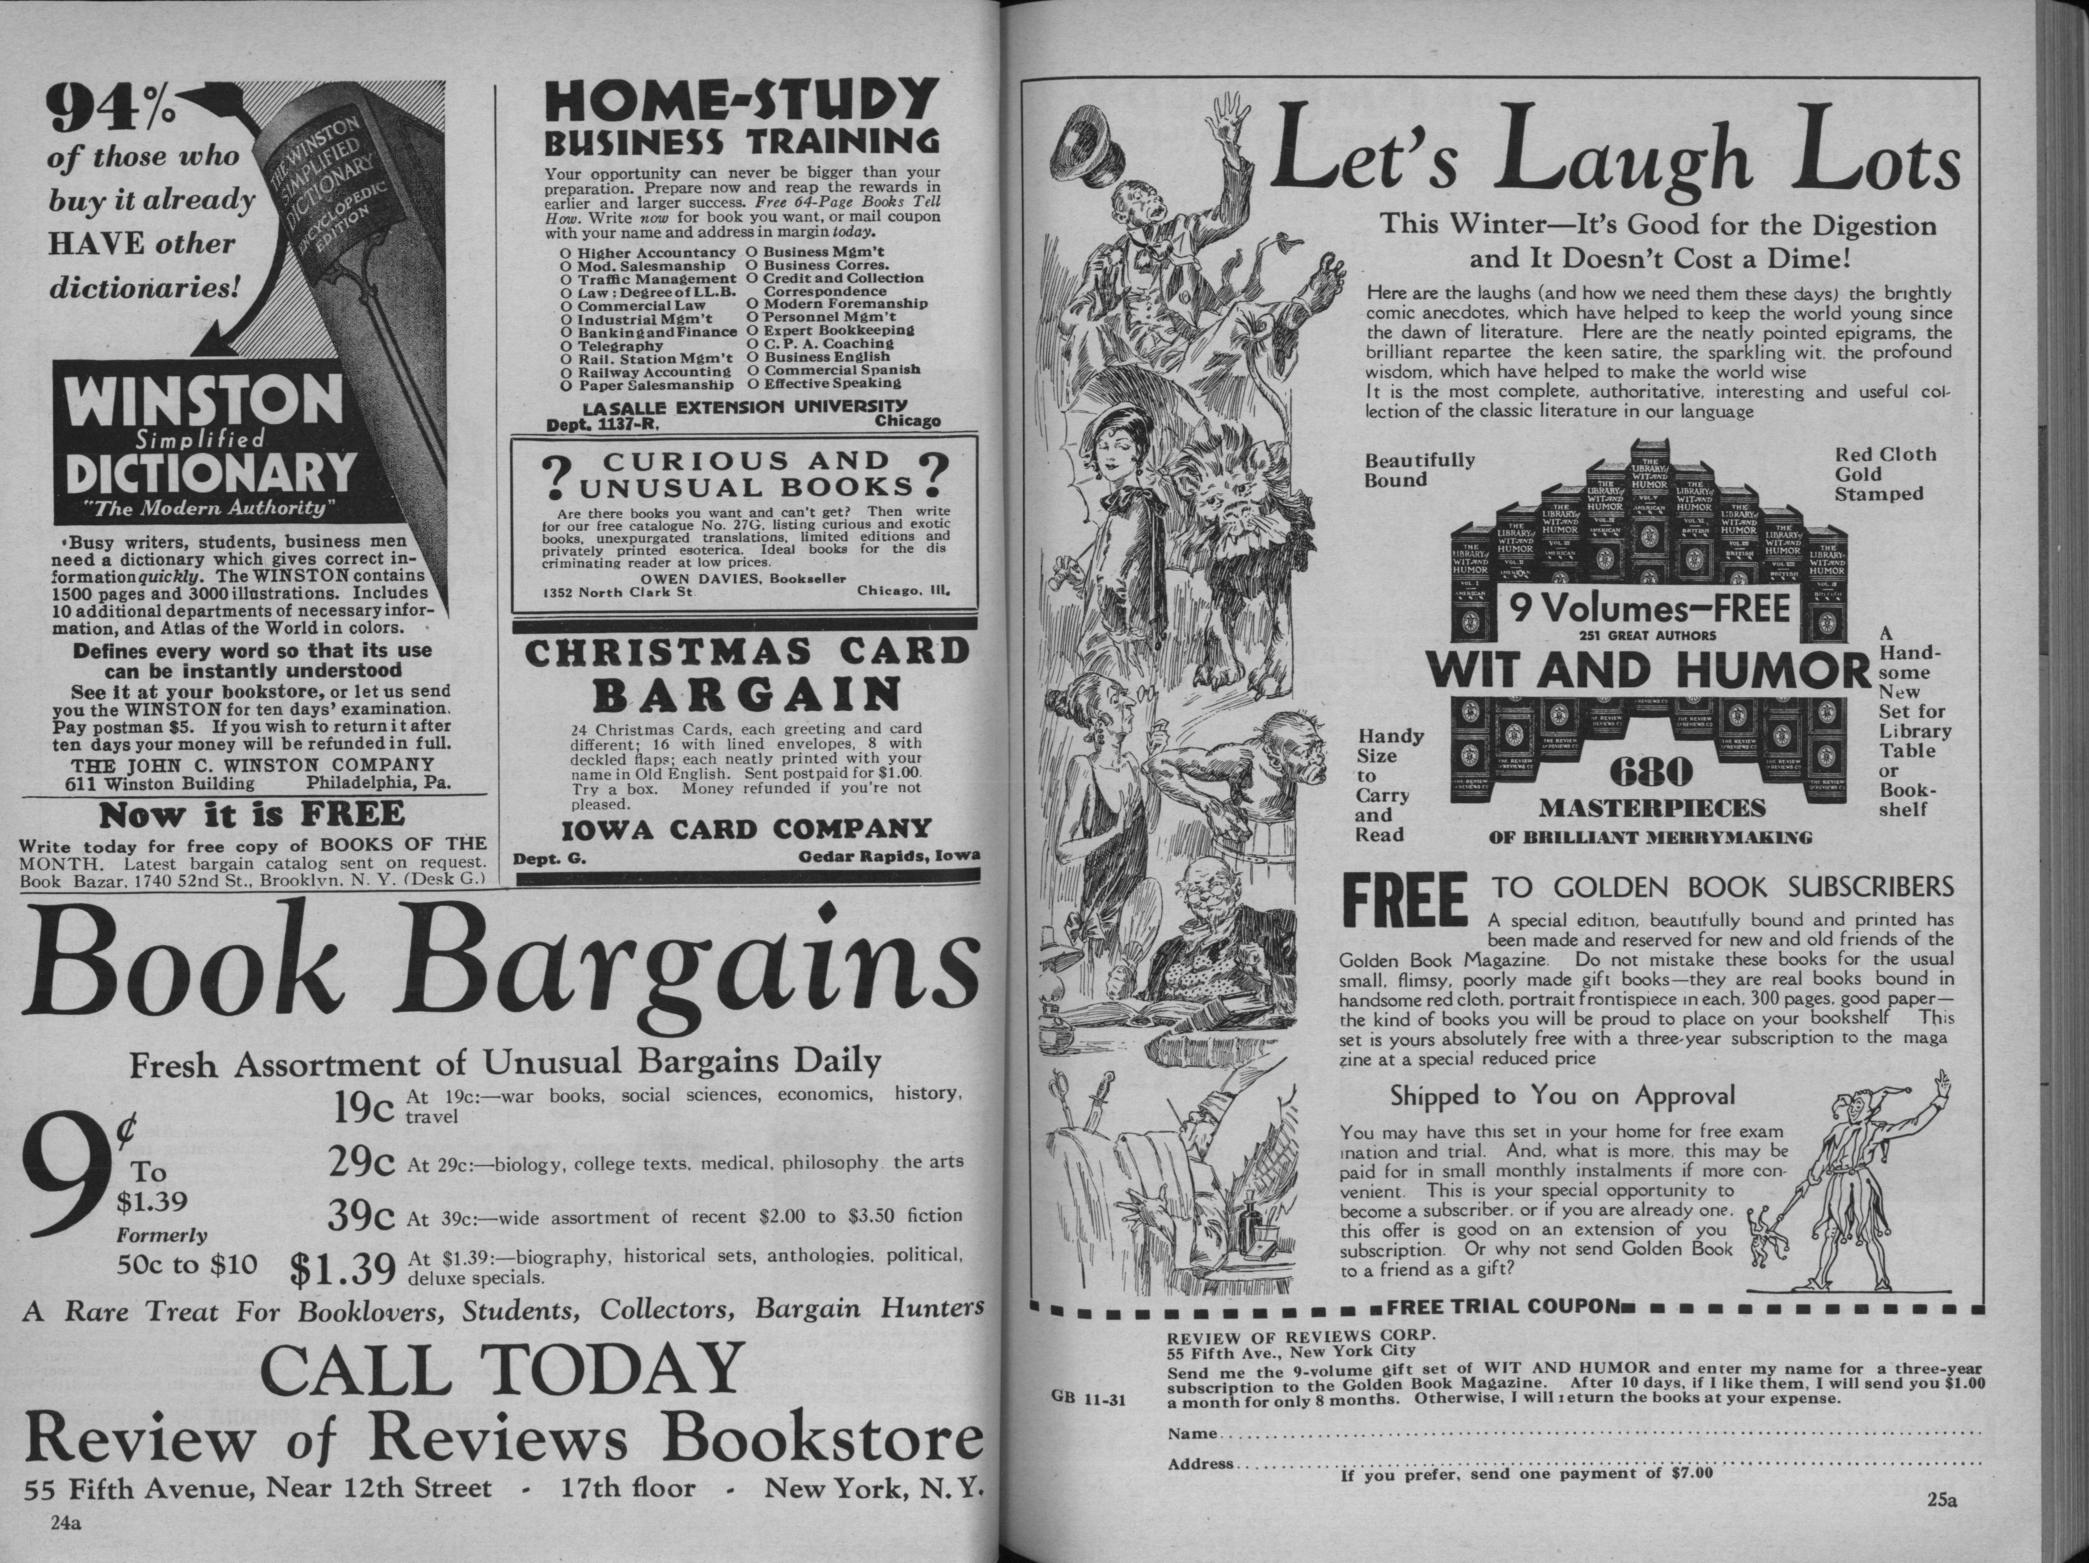 94%
of those who
buy it already
HAVE other
dictionaries!
THE WINSTON
SIMPLIFIED
DICTIONARY
ENCYCLOPEDIC
EDITION
WINSTON
Simplified
DICTIONARY
"The Modern Authority"
Busy writers, students, business men
need a dictionary which gives correct in-
formation quickly. The WINSTON contains
1500 pages and 3000 illustrations. Includes
10 additional departments of necessary infor-
mation, and Atlas of the World in colors.
Defines every word so that its use
can be instantly understood
See it at your bookstore, or let us send
you the WINSTON for ten days' examination.
Pay postman $5. If you wish to return it after
ten days your money will be refunded in full.
THE JOHN C. WINSTON COMPANY
611 Winston Building Philadelphia, Pa.
Now it is FREE
Write today for free copy of BOOKS OF THE
MONTH. Latest bargain catalog sent on request.
Book Bazar, 1740 52nd St., Brooklyn, N. Y. (Desk G.)
HOME-STUDY
BUSINESS TRAINING
Your opportunity can never be bigger than your
preparation. Prepare now and reap the rewards in
earlier and larger success. Free 64-Page Books Tell
How. Write now for book you want, or mail coupon
with your name and address in margin today.
O Higher Accountancy O Business Mgm't
O Mod. Salesmanship O Business Corres.
O Traffic Management O Credit and Collection
O Law: Degree of LL.B. Correspondence
O Commercial Law O Modern Foremanship
O Industrial Mgm't O Personnel Mgm't
O Banking and Finance O Expert Bookkeeping
O Telegraphy O C. P. A. Coaching
O Rail. Station Mgm't O Business English
O Railway Accounting O Commercial Spanish
O Paper Salesmanship O Effective Speaking
LASALLE EXTENSION UNIVERSITY
Dept. 1137-R, Chicago
? CURIOUS AND ?
UNUSUAL BOOKS
Are there books you want and can't get? Then write
for our free catalogue No. 27G, listing curious and exotic
books, unexpurgated translations, limited editions and
privately printed esoterica. Ideal books for the dis
criminating reader at low prices.
OWEN DAVIES, Bookseller
1352 North Clark St. Chicago, Ill.
CHRISTMAS CARD
BARGAIN
24 Christmas Cards, each greeting and card
different; 16 with lined envelopes, 8 with
deckled flaps; each neatly printed with your
name in Old English. Sent postpaid for $1.00.
Try a box. Money refunded if you're not
pleased.
IOWA CARD COMPANY
Dept. G. Cedar Rapids, Iowa
Book Bargains
Fresh Assortment of Unusual Bargains Daily
9¢
To
$1.39
Formerly
50c to $10
19c At 19c:—war books, social sciences, economics, history,
travel
29c At 29c:—biology, college texts, medical, philosophy the arts
39c At 39c:—wide assortment of recent $2.00 to $3.50 fiction
$1.39 At $1.39:—biography, historical sets, anthologies, political,
deluxe specials.
A Rare Treat For Booklovers, Students, Collectors, Bargain Hunters
CALL TODAY
Review of Reviews Bookstore
55 Fifth Avenue, Near 12th Street - 17th floor - New York, N. Y.
24a
Let's Laugh Lots
This Winter—It's Good for the Digestion
and It Doesn't Cost a Dime!
Here are the laughs (and how we need them these days) the brightly
comic anecdotes, which have helped to keep the world young since
the dawn of literature. Here are the neatly pointed epigrams, the
brilliant repartee the keen satire, the sparkling wit. the profound
wisdom, which have helped to make the world wise
It is the most complete, authoritative, interesting and useful col-
lection of the classic literature in our language
Beautifully
Bound
Red Cloth
Gold
Stamped
THE LIBRARY of WIT AND HUMOR
9 Volumes—FREE
251 GREAT AUTHORS
WIT AND HUMOR
A
Hand-
some
New
Set for
Library
Table
or
Book-
shelf
Handy
Size
to
Carry
and
Read
680
MASTERPIECES
OF BRILLIANT MERRYMAKING
FREE TO GOLDEN BOOK SUBSCRIBERS
A special edition, beautifully bound and printed has
been made and reserved for new and old friends of the
Golden Book Magazine. Do not mistake these books for the usual
small, flimsy, poorly made gift books—they are real books bound in
handsome red cloth, portrait frontispiece in each, 300 pages, good paper—
the kind of books you will be proud to place on your bookshelf This
set is yours absolutely free with a three-year subscription to the maga
zine at a special reduced price
Shipped to You on Approval
You may have this set in your home for free exam
ination and trial. And, what is more, this may be
paid for in small monthly instalments if more con-
venient. This is your special opportunity to
become a subscriber, or if you are already one,
this offer is good on an extension of you
subscription. Or why not send Golden Book
to a friend as a gift?
FREE TRIAL COUPON
REVIEW OF REVIEWS CORP.
55 Fifth Ave., New York City
Send me the 9-volume gift set of WIT AND HUMOR and enter my name for a three-year
subscription to the Golden Book Magazine. After 10 days, if I like them, I will send you $1.00
a month for only 8 months. Otherwise, I will return the books at your expense.
GB 11-31
Name
Address
If you prefer, send one payment of $7.00
25a